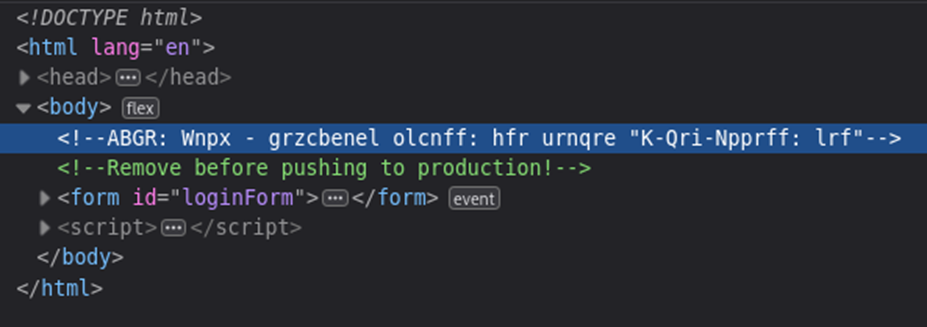 <!DOCTYPE html>
<html lang="en">
<head> ··· </head>
<body> flex
<!--ABGR: Wnpx - grzcbenel olcnff: hfr urnqre "K-Qri-Npprff: lrf"-->
<!--Remove before pushing to production!-->
<form id="loginForm"> ··· </form> event
<script> ··· </script>
</body>
</html>